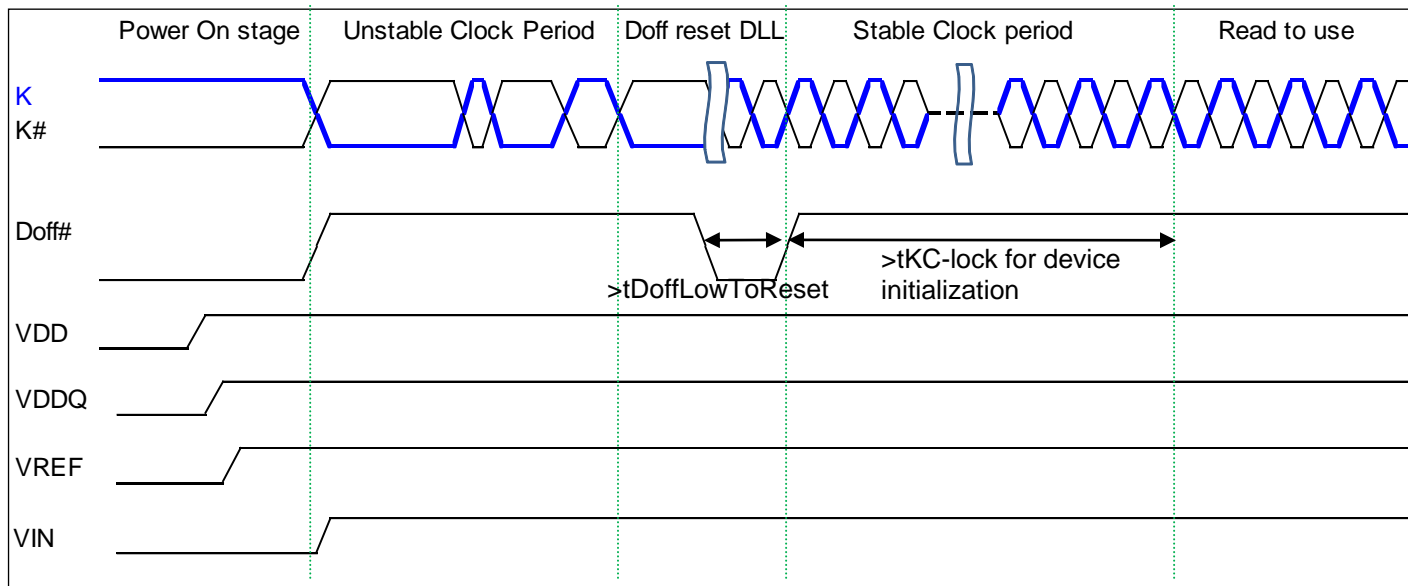 Power On stage
Unstable Clock Period
Doff reset DLL
Stable Clock period
Read to use
K
K#
Doff#
>tDoffLowToReset
>tKC-lock for device
initialization
VDD
VDDQ
VREF
VIN